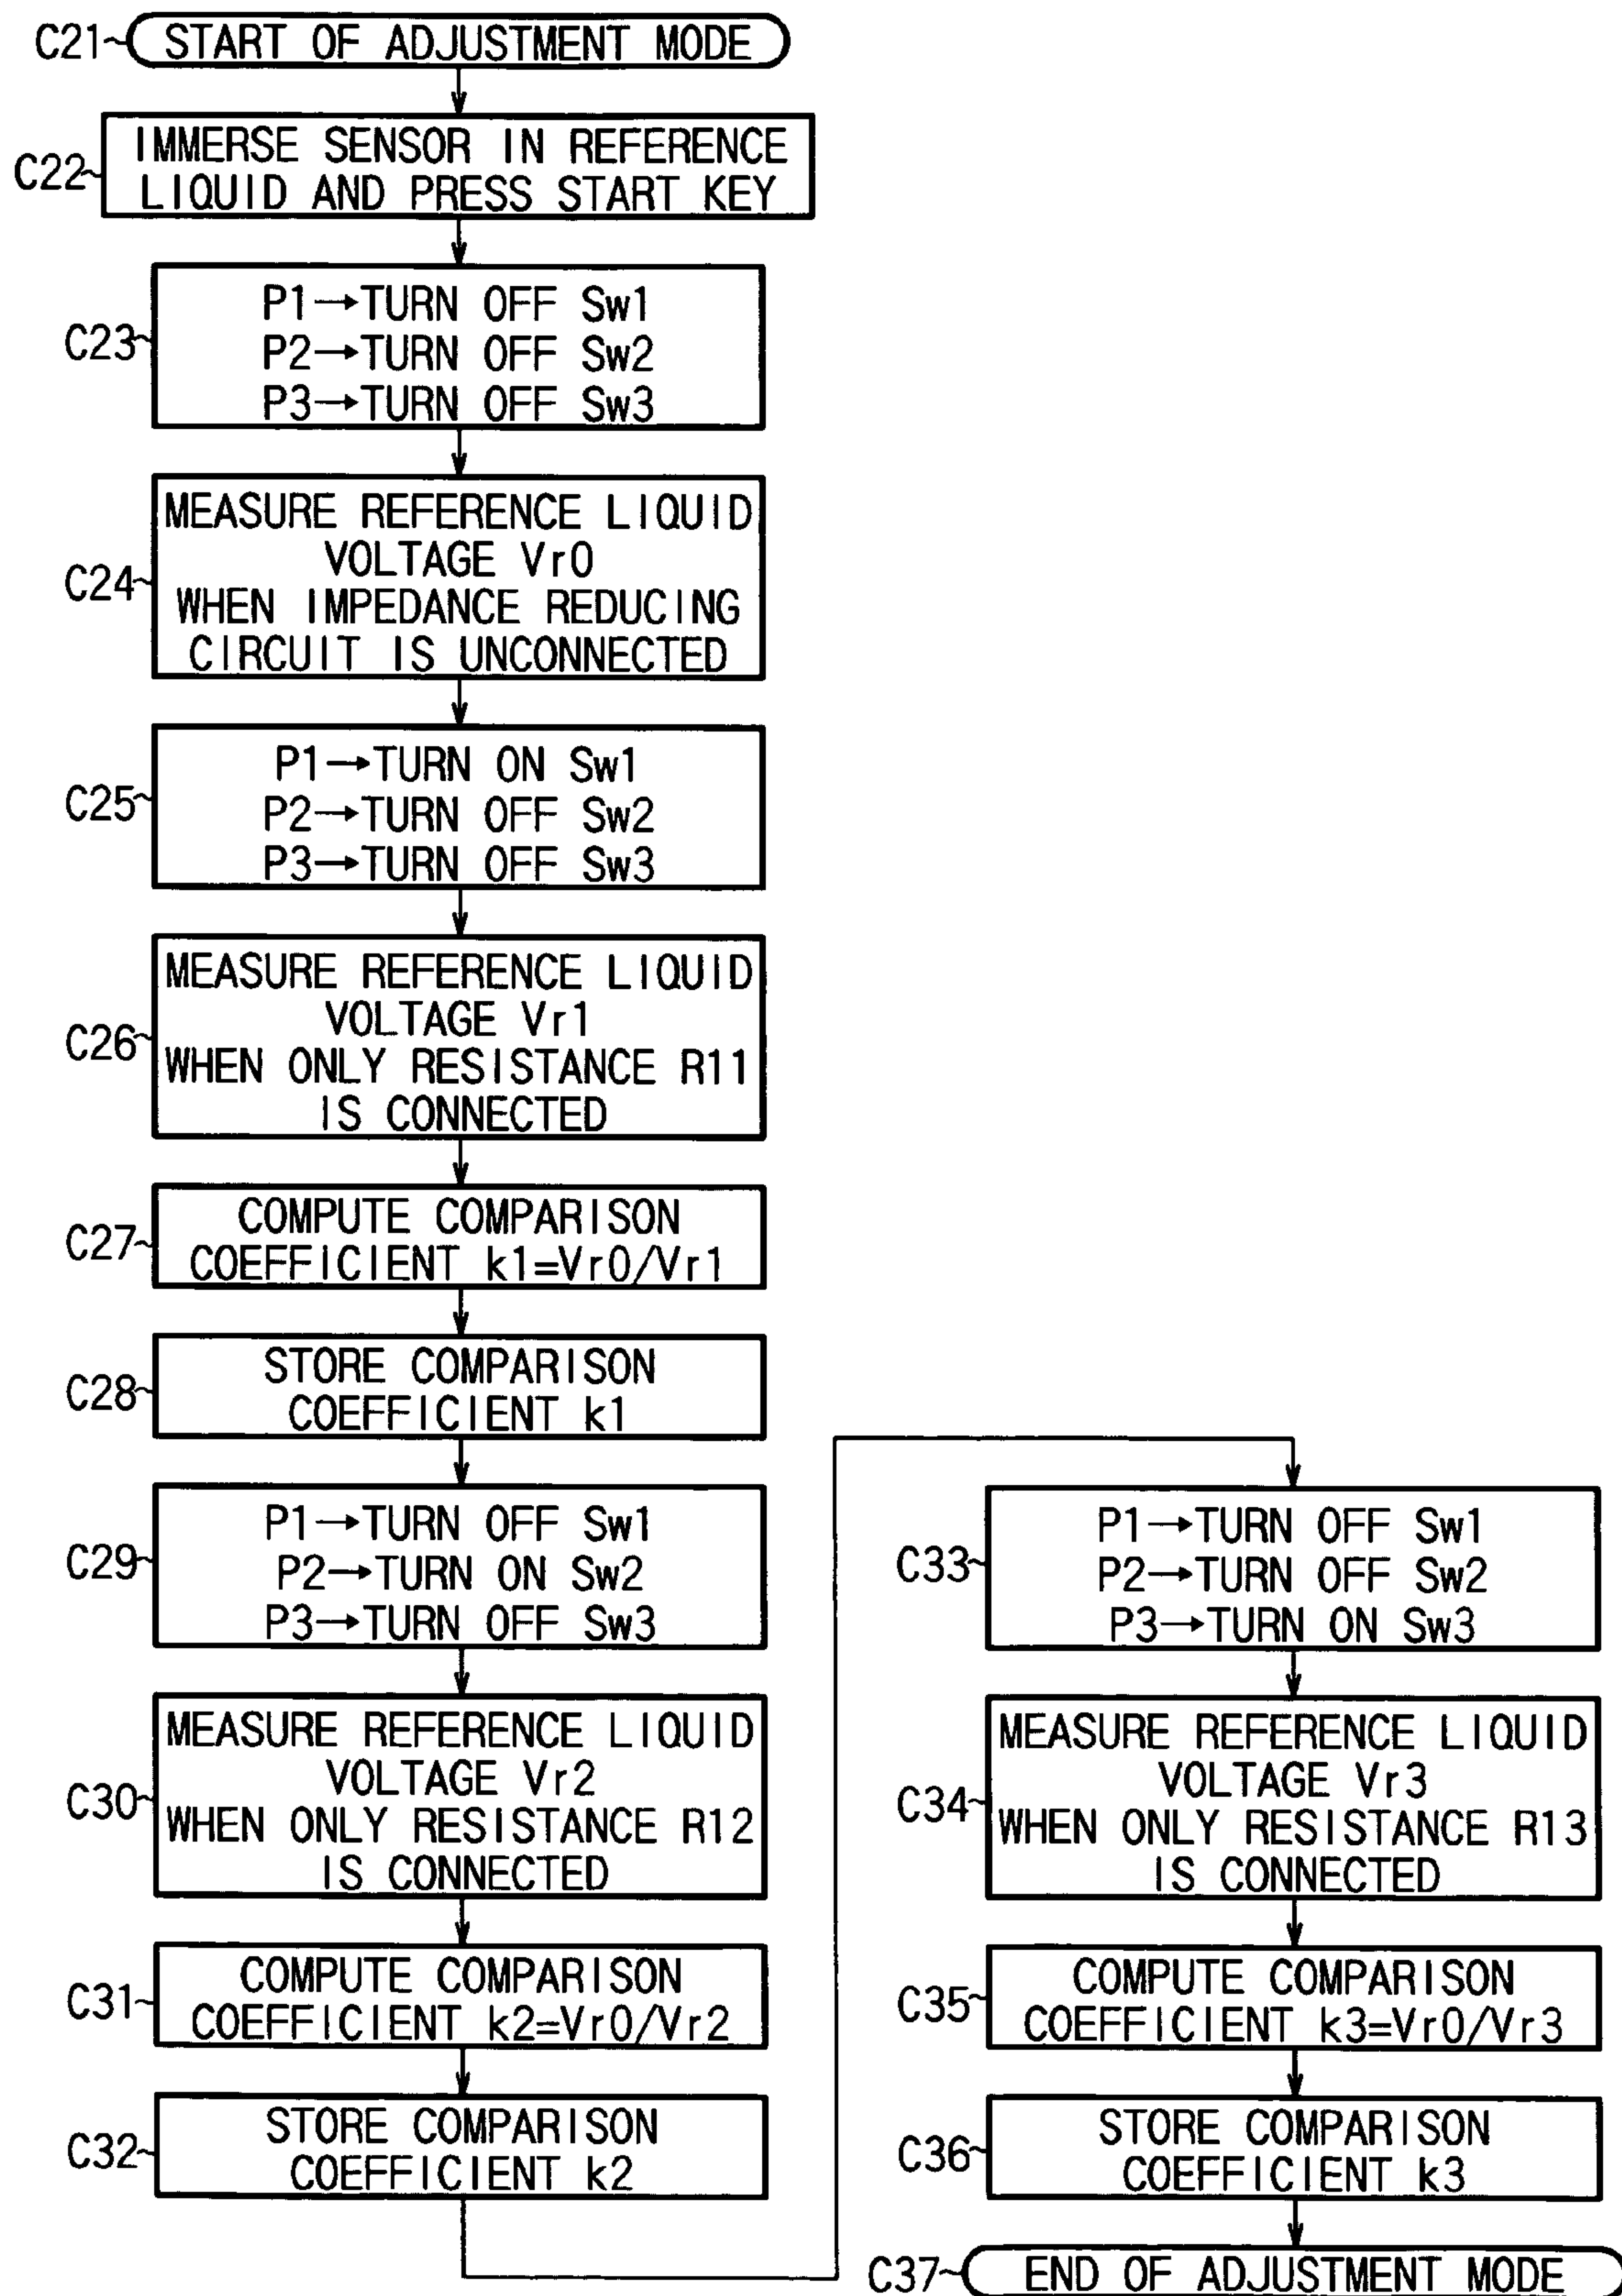 C21 START OF ADJUSTMENT MODE
C22 IMMERSE SENSOR IN REFERENCE
LIQUID AND PRESS START KEY
C23
P1→TURN OFF Sw1
P2→TURN OFF Sw2
P3→TURN OFF Sw3
C24
MEASURE REFERENCE LIQUID
VOLTAGE Vr0
WHEN IMPEDANCE REDUCING
CIRCUIT IS UNCONNECTED
C25
P1→TURN ON Sw1
P2→TURN OFF Sw2
P3→TURN OFF Sw3
C26
MEASURE REFERENCE LIQUID
VOLTAGE Vr1
WHEN ONLY RESISTANCE R11
IS CONNECTED
C27
COMPUTE COMPARISON
COEFFICIENT k1=Vr0/Vr1
C28
STORE COMPARISON
COEFFICIENT k1
C29
P1→TURN OFF Sw1
P2→TURN ON Sw2
P3→TURN OFF Sw3
C30
MEASURE REFERENCE LIQUID
VOLTAGE Vr2
WHEN ONLY RESISTANCE R12
IS CONNECTED
C31
COMPUTE COMPARISON
COEFFICIENT k2=Vr0/Vr2
C32
STORE COMPARISON
COEFFICIENT k2
C33
P1→TURN OFF Sw1
P2→TURN OFF Sw2
P3→TURN ON Sw3
C34
MEASURE REFERENCE LIQUID
VOLTAGE Vr3
WHEN ONLY RESISTANCE R13
IS CONNECTED
C35
COMPUTE COMPARISON
COEFFICIENT k3=Vr0/Vr3
C36
STORE COMPARISON
COEFFICIENT k3
C37 END OF ADJUSTMENT MODE